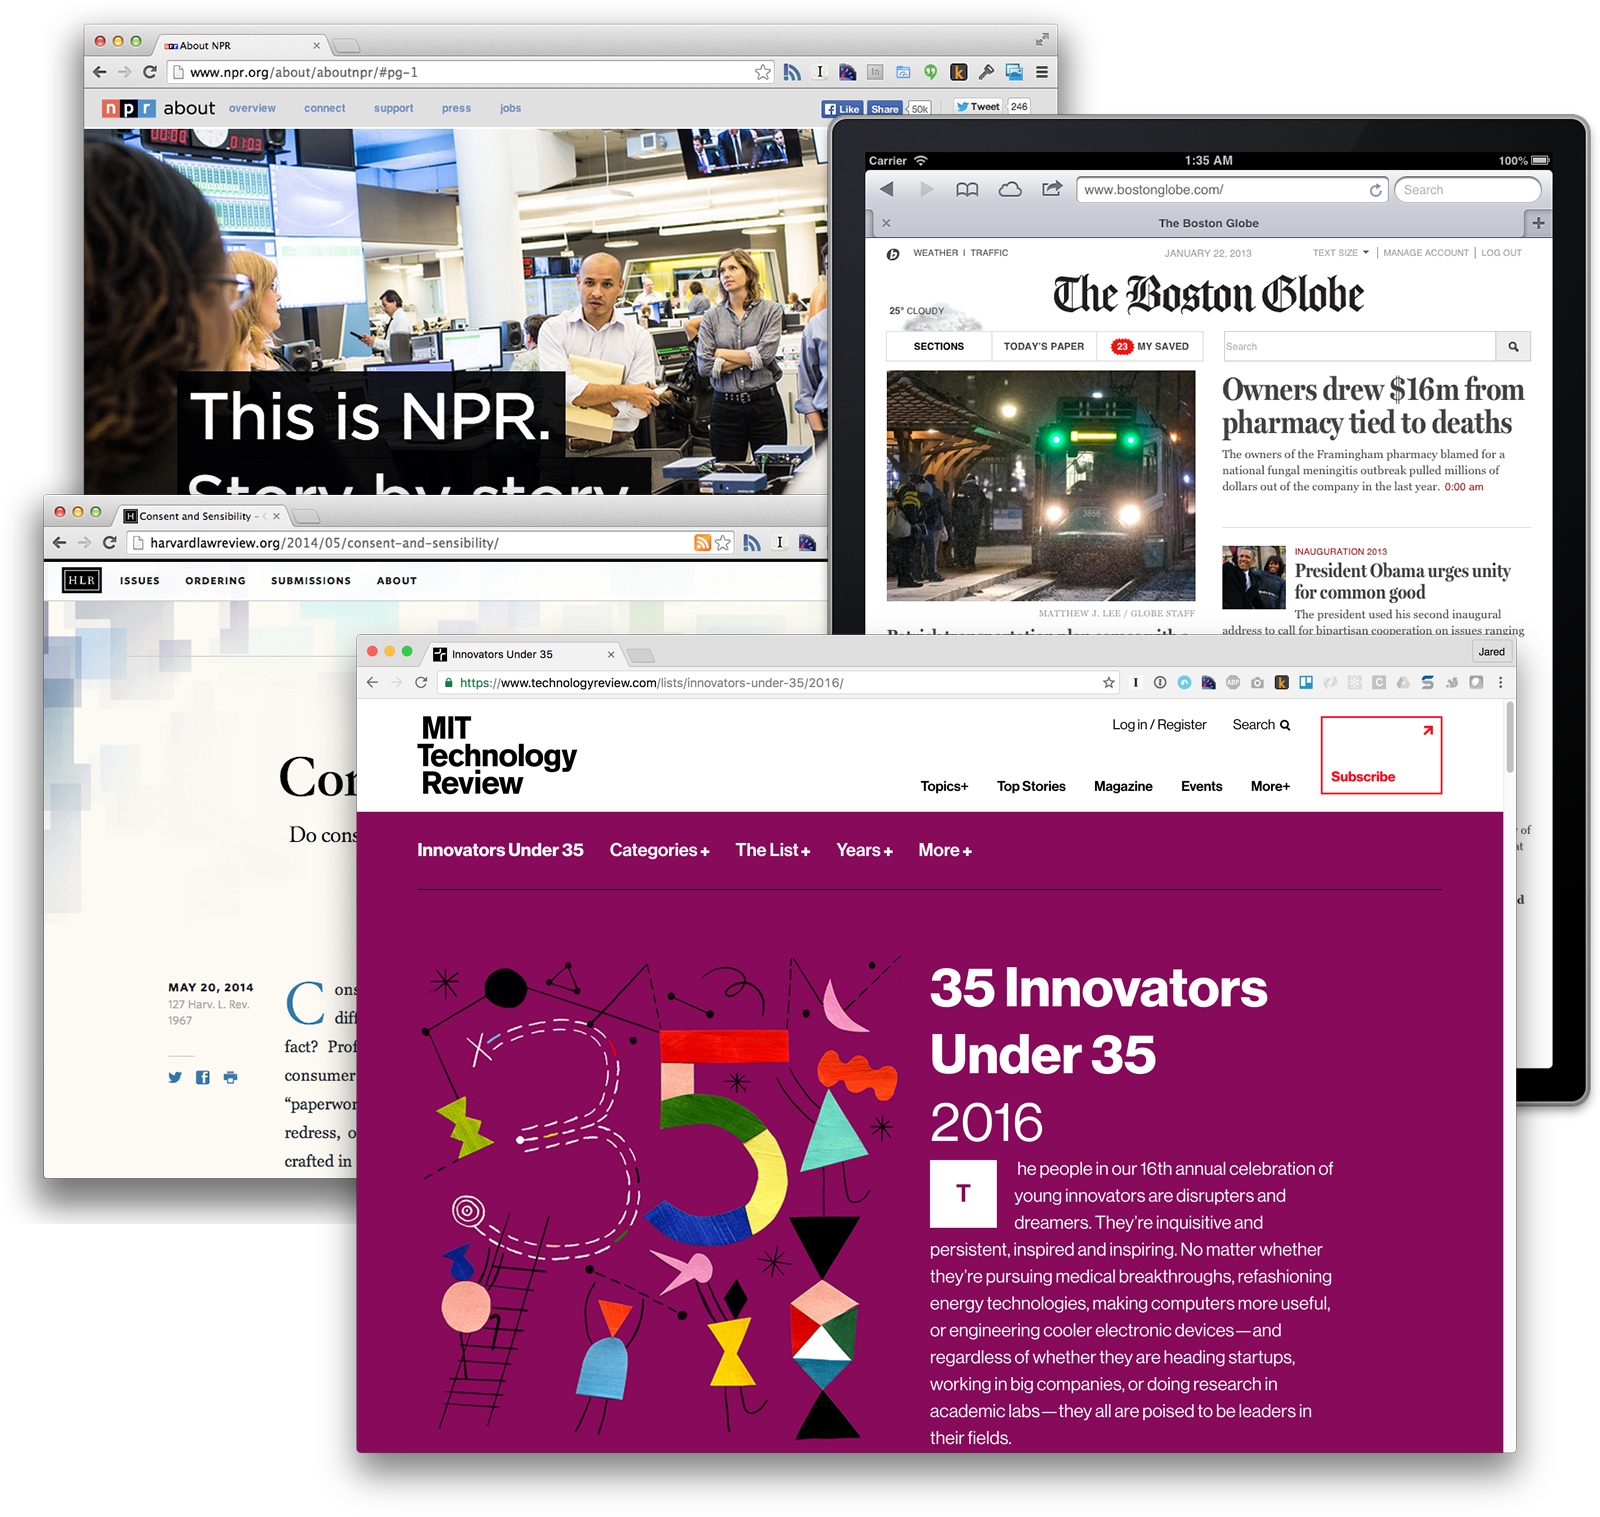 About NPR
www.npr.org/about/aboutnpr/#pg-1
npr about overview connect support press jobs
Like Share 50k Tweet 246
00:00 01:03
This is NPR.
Story by story
Carrier 1:35 AM 100%
www.bostonglobe.com/ Search
The Boston Globe
b WEATHER | TRAFFIC JANUARY 22, 2013 TEXT SIZE MANAGE ACCOUNT LOG OUT
The Boston Globe
25° CLOUDY
SECTIONS TODAY'S PAPER 23 MY SAVED Search
Owners drew $16m from
pharmacy tied to deaths
The owners of the Framingham pharmacy blamed for a
national fungal meningitis outbreak pulled millions of
dollars out of the company in the last year. 0:00 am
3856
MATTHEW J. LEE / GLOBE STAFF
INAUGURATION 2013
President Obama urges unity
for common good
The president used his second inaugural
address to call for bipartisan cooperation on issues ranging
Consent and Sensibility –
harvardlawreview.org/2014/05/consent-and-sensibility/
HLR ISSUES ORDERING SUBMISSIONS ABOUT
Con
Do cons
MAY 20, 2014
127 Harv. L. Rev.
1967
Cons
diff
fact? Prof
consumer
“paperwor
redress, o
crafted in
of
at
d
Innovators Under 35 Jared
https://www.technologyreview.com/lists/innovators-under-35/2016/
MIT
Technology
Review
Log in / Register Search
Topics+ Top Stories Magazine Events More+
Subscribe
Innovators Under 35 Categories+ The List+ Years+ More+
35
35 Innovators
Under 35
2016
The people in our 16th annual celebration of
young innovators are disrupters and
dreamers. They’re inquisitive and
persistent, inspired and inspiring. No matter whether
they’re pursuing medical breakthroughs, refashioning
energy technologies, making computers more useful,
or engineering cooler electronic devices—and
regardless of whether they are heading startups,
working in big companies, or doing research in
academic labs—they all are poised to be leaders in
their fields.